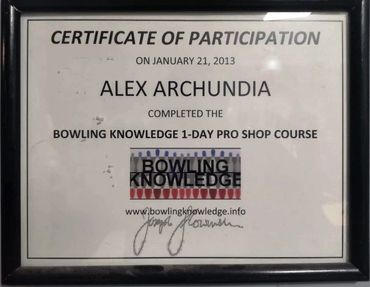 CERTIFICATE OF PARTICIPATION
ON JANUARY 21, 2013
ALEX ARCHUNDIA
COMPLETED THE
BOWLING KNOWLEDGE 1-DAY PRO SHOP COURSE
BOWLING
KNOWLEDGE
www.bowlingknowledge.info